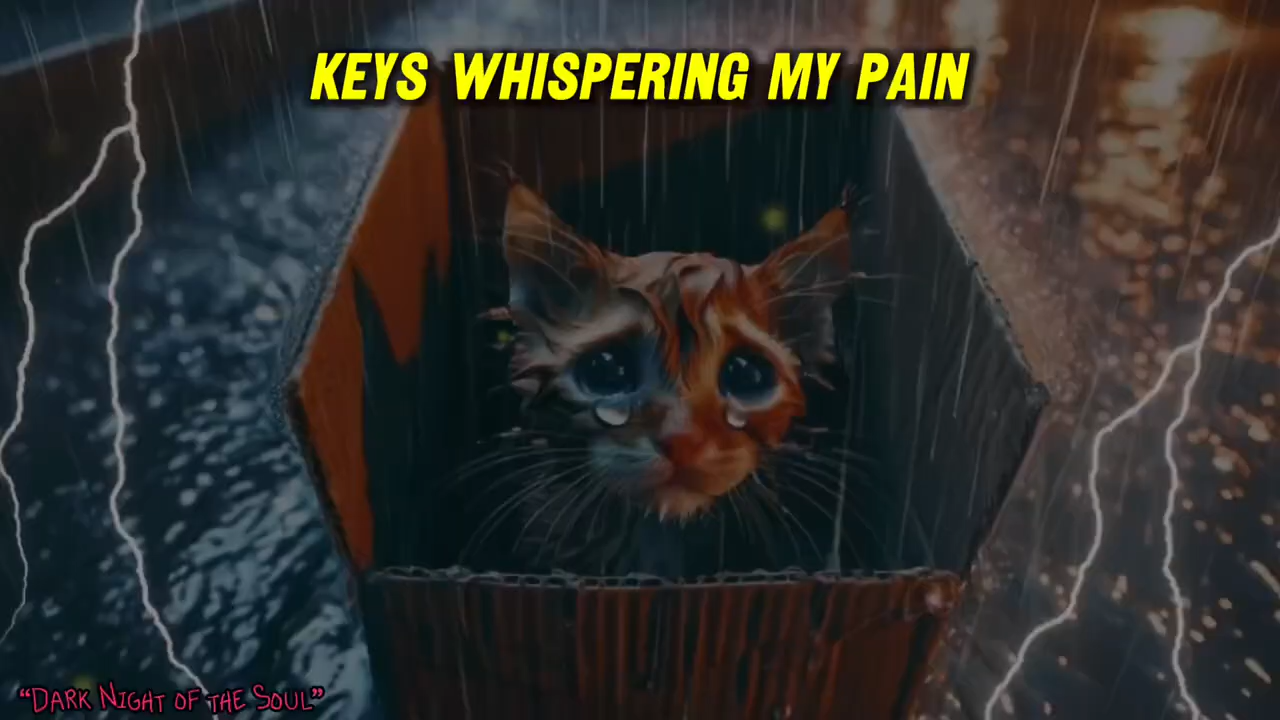 KEYS WHISPERING MY PAIN
“DARK NIGHT OF THE SOUL”